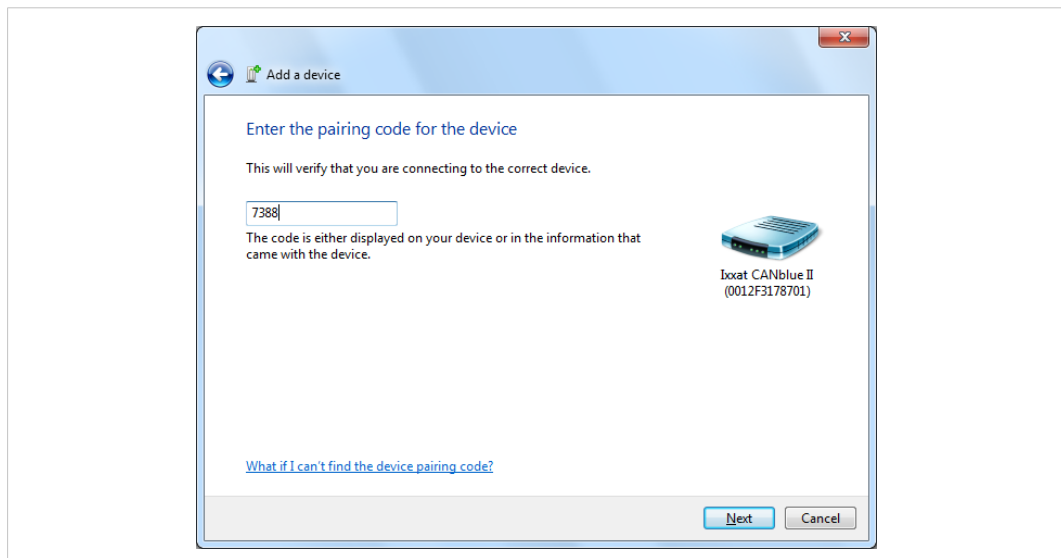 Add a device
Enter the pairing code for the device
This will verify that you are connecting to the correct device.
7388
The code is either displayed on your device or in the information that
came with the device.
Ixxat CANblue II
(0012F3178701)
What if I can't find the device pairing code?
Next
Cancel